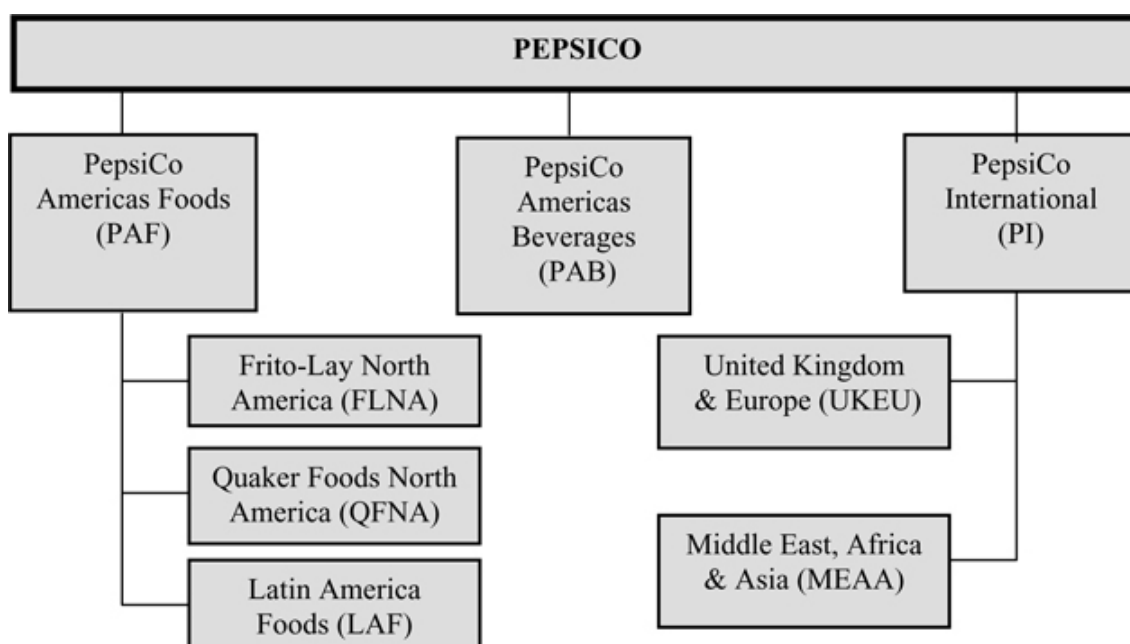 PEPSICO
PepsiCo
Americas Foods
(PAF)
PepsiCo
Americas
Beverages
(PAB)
PepsiCo
International
(PI)
Frito-Lay North
America (FLNA)
Quaker Foods North
America (QFNA)
Latin America
Foods (LAF)
United Kingdom
& Europe (UKEU)
Middle East, Africa
& Asia (MEAA)